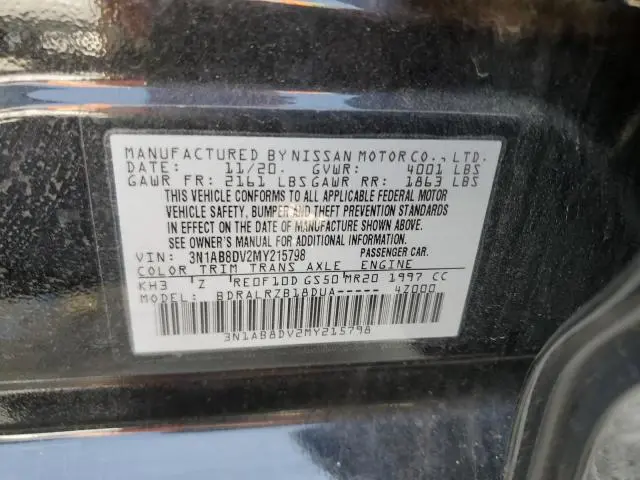 MANUFACTURED BY NISSAN MOTOR CO., LTD.
DATE: 11/20. GVWR: 4001 LBS
GAWR FR: 2161 LBS GAWR RR: 1863 LBS
THIS VEHICLE CONFORMS TO ALL APPLICABLE FEDERAL MOTOR
VEHICLE SAFETY, BUMPER AND THEFT PREVENTION STANDARDS
IN EFFECT ON THE DATE OF MANUFACTURE SHOWN ABOVE.
SEE OWNER'S MANUAL FOR ADDITIONAL INFORMATION.
VIN: 3N1AB8DV2MY215798 PASSENGER CAR.
COLOR TRIM TRANS AXLE ENGINE
KH3 Z RE0F10D GS50 MR20 1997 CC
MODEL: BDRALRZB18DUA----- 4Z000
3N1AB8DV2MY215798